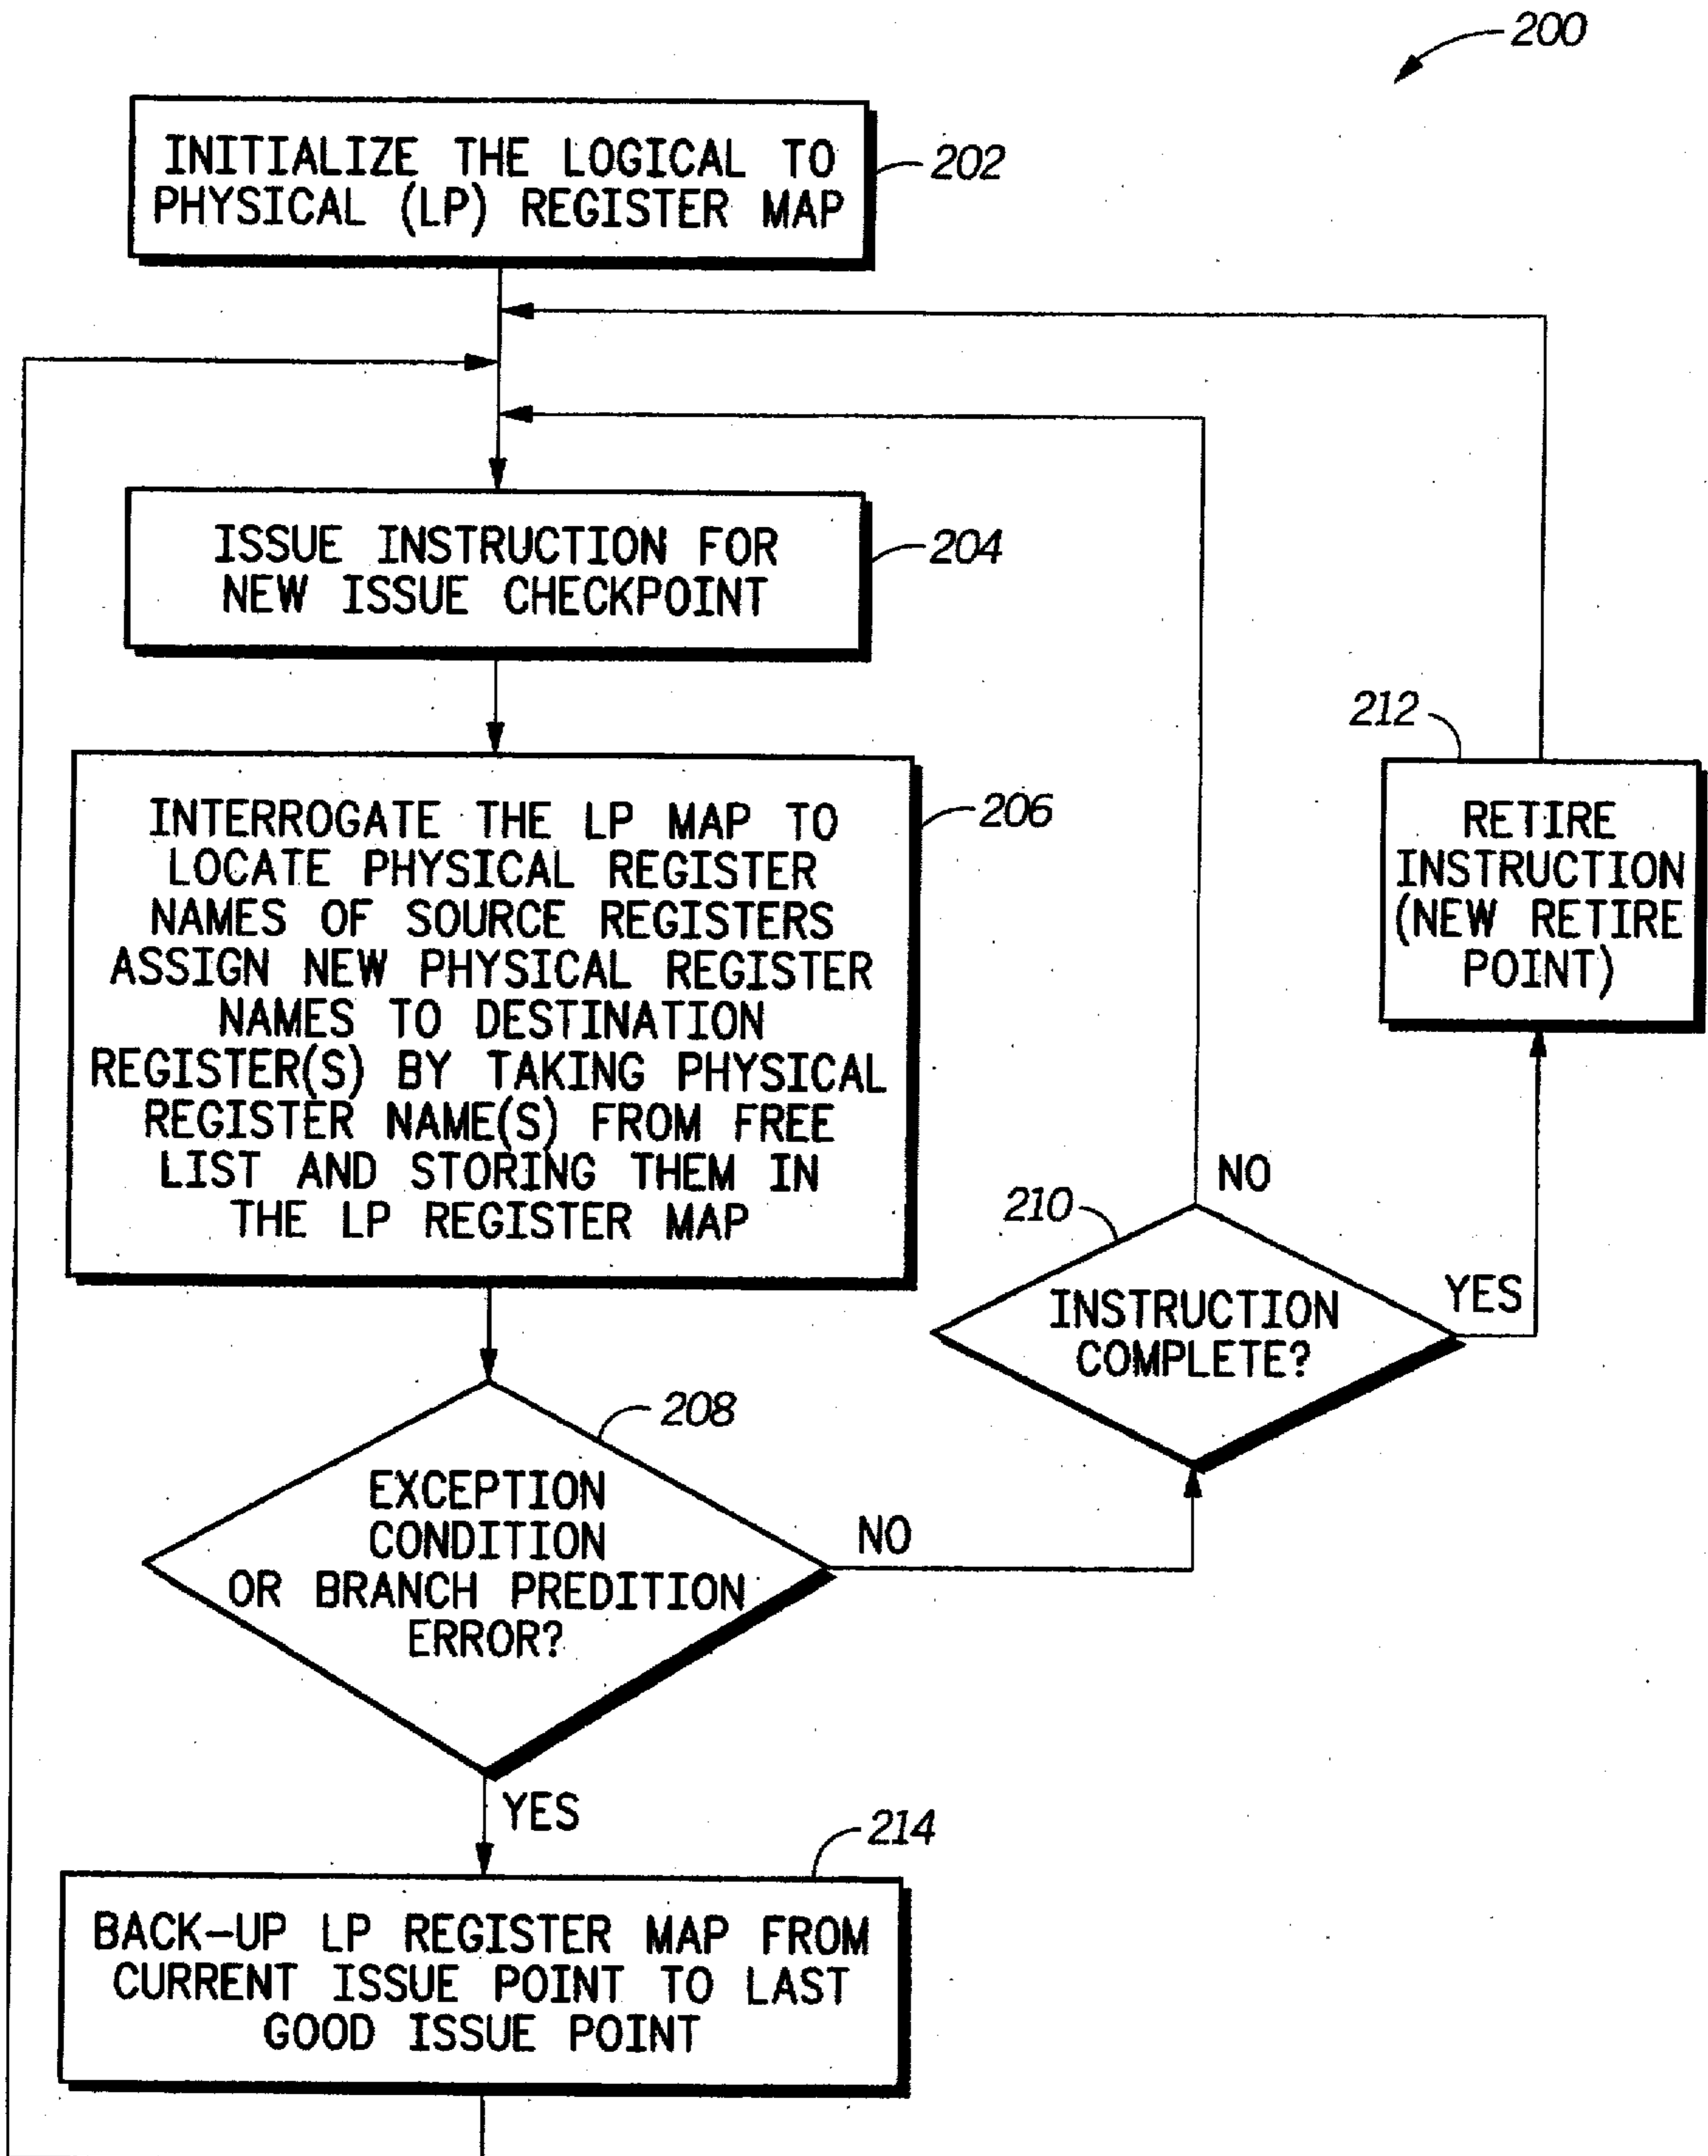 200
INITIALIZE THE LOGICAL TO
PHYSICAL (LP) REGISTER MAP
202
ISSUE INSTRUCTION FOR
NEW ISSUE CHECKPOINT
204
INTERROGATE THE LP MAP TO
LOCATE PHYSICAL REGISTER
NAMES OF SOURCE REGISTERS
ASSIGN NEW PHYSICAL REGISTER
NAMES TO DESTINATION
REGISTER(S) BY TAKING PHYSICAL
REGISTER NAME(S) FROM FREE
LIST AND STORING THEM IN
THE LP REGISTER MAP
206
212
RETIRE
INSTRUCTION
(NEW RETIRE
POINT)
NO
210
INSTRUCTION
COMPLETE?
YES
208
EXCEPTION
CONDITION
OR BRANCH PREDITION
ERROR?
NO
YES
214
BACK-UP LP REGISTER MAP FROM
CURRENT ISSUE POINT TO LAST
GOOD ISSUE POINT